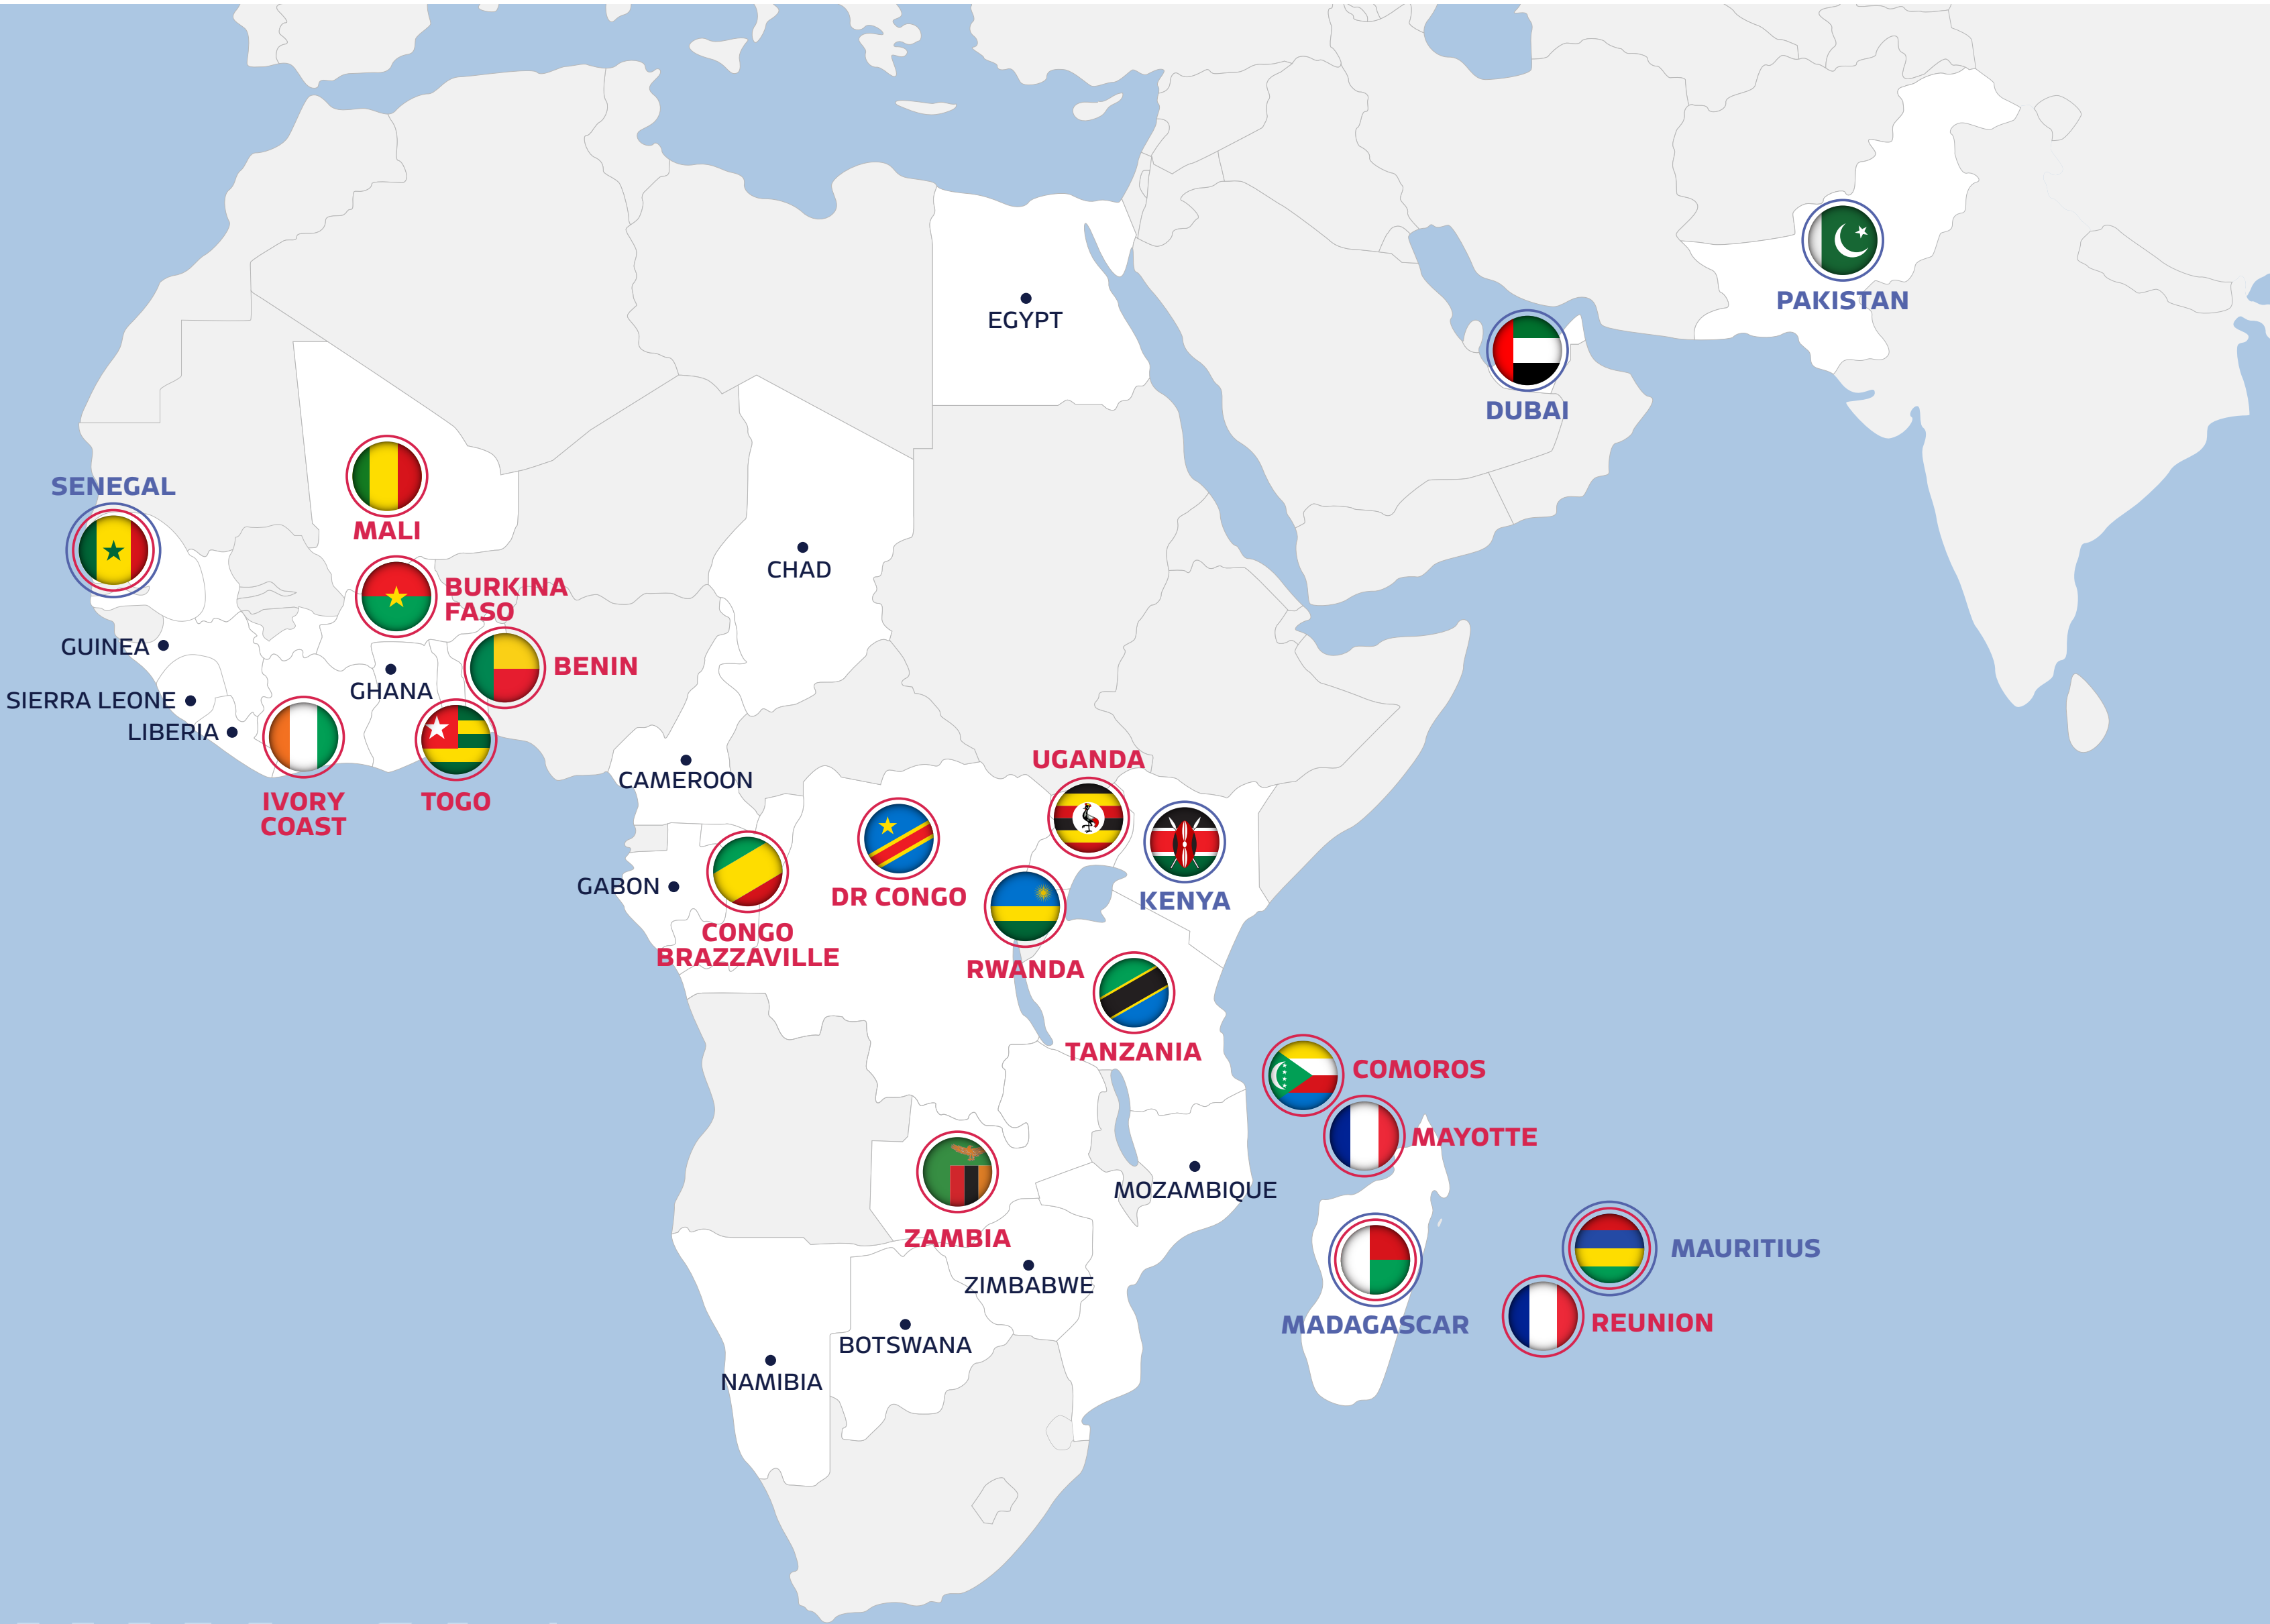 PAKISTAN
EGYPT
DUBAI
SENEGAL
MALI
CHAD
BURKINA
FASO
GUINEA
BENIN
GHANA
SIERRA LEONE
LIBERIA
IVORY
COAST
TOGO
CAMEROON
UGANDA
GABON
DR CONGO
KENYA
CONGO
BRAZZAVILLE
RWANDA
TANZANIA
COMOROS
MAYOTTE
MOZAMBIQUE
ZAMBIA
MAURITIUS
ZIMBABWE
MADAGASCAR
REUNION
BOTSWANA
NAMIBIA